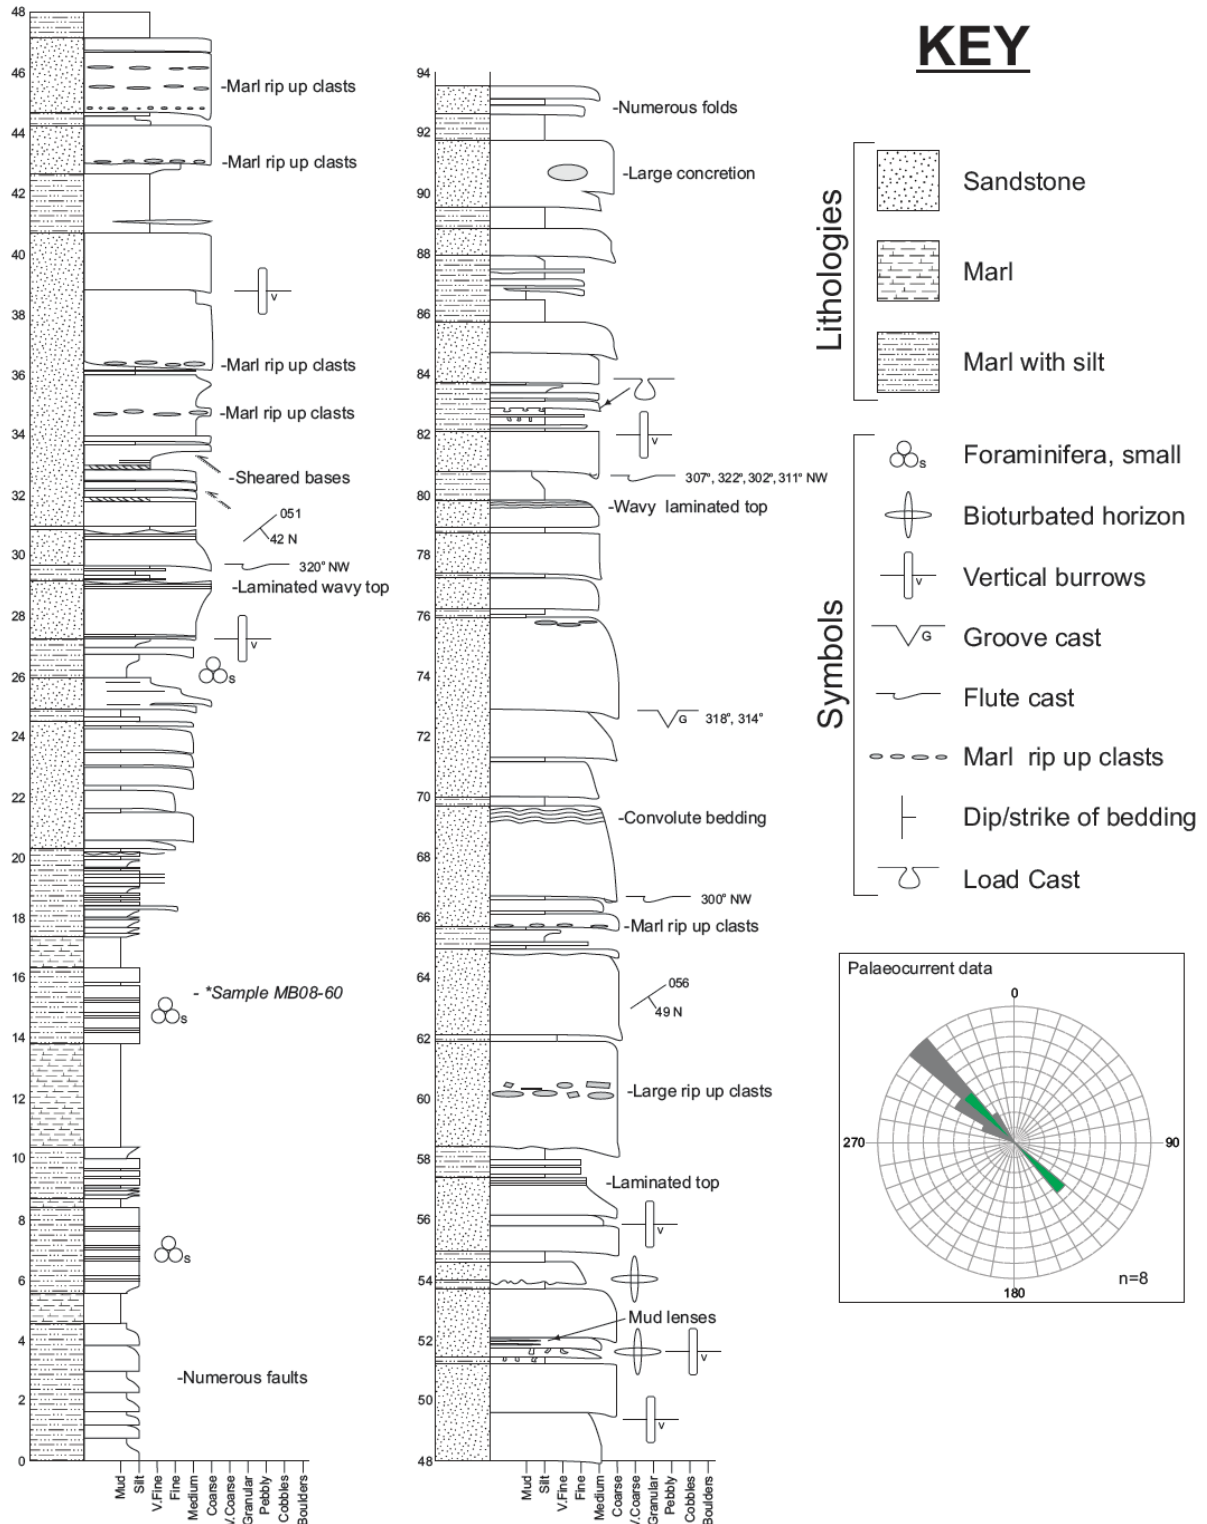 48
46
-Marl rip up clasts
44
-Marl rip up clasts
42
40
v
38
-Marl rip up clasts
36
-Marl rip up clasts
34
-Sheared bases
32
051
42 N
30
320° NW
-Laminated wavy top
28
v
s
26
24
22
20
18
16
- *Sample MB08-60
s
14
12
10
8
s
6
4
-Numerous faults
2
0
Mud
Silt
V.Fine
Fine
Medium
Coarse
V.Coarse
Granular
Pebbly
Cobbles
Boulders
94
-Numerous folds
92
-Large concretion
90
88
86
84
v
82
307°, 322°, 302°, 311° NW
80
-Wavy laminated top
78
76
74
G 318°, 314°
72
70
-Convolute bedding
68
300° NW
66
-Marl rip up clasts
64
056
49 N
62
-Large rip up clasts
60
58
-Laminated top
56
v
54
Mud lenses
52
v
50
v
48
Mud
Silt
V.Fine
Fine
Medium
Coarse
V.Coarse
Granular
Pebbly
Cobbles
Boulders
KEY
Lithologies
Sandstone
Marl
Marl with silt
Symbols
s Foraminifera, small
Bioturbated horizon
v Vertical burrows
G Groove cast
Flute cast
Marl rip up clasts
Dip/strike of bedding
Load Cast
Palaeocurrent data
0
270
90
180
n=8